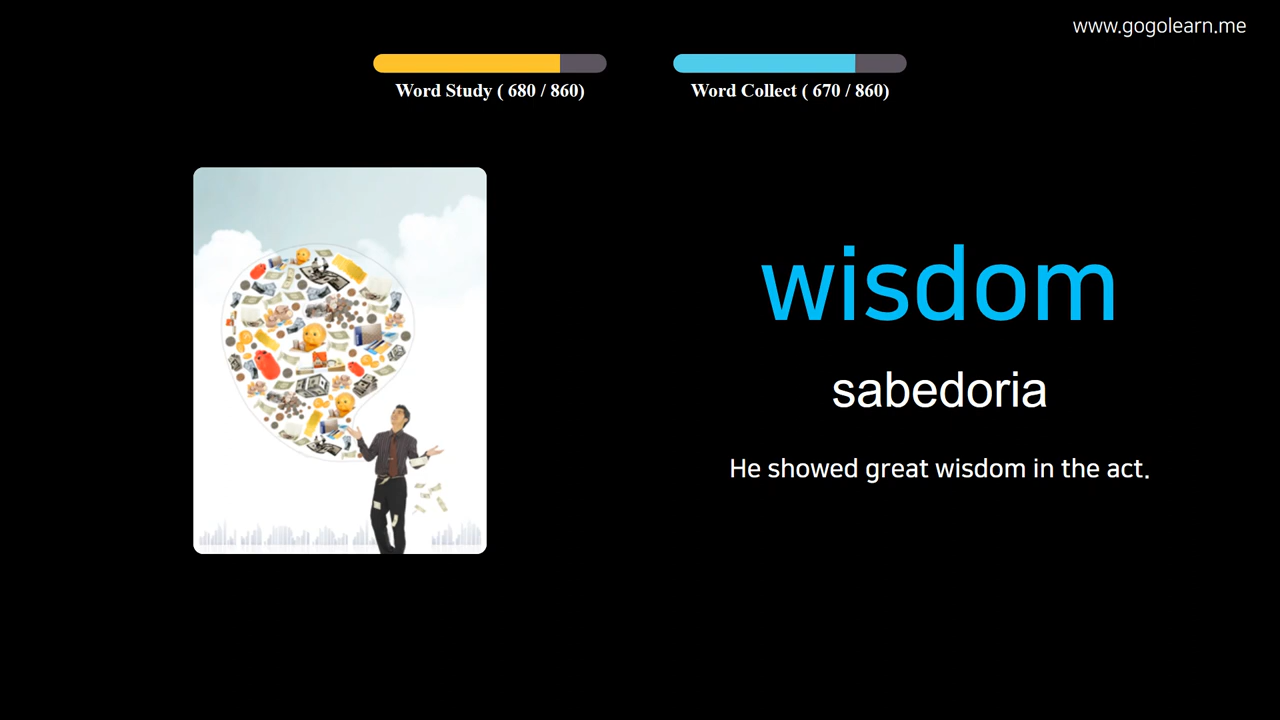 www.gogolearn.me
Word Study ( 680 / 860)
Word Collect ( 670 / 860)
wisdom
sabedoria
He showed great wisdom in the act.